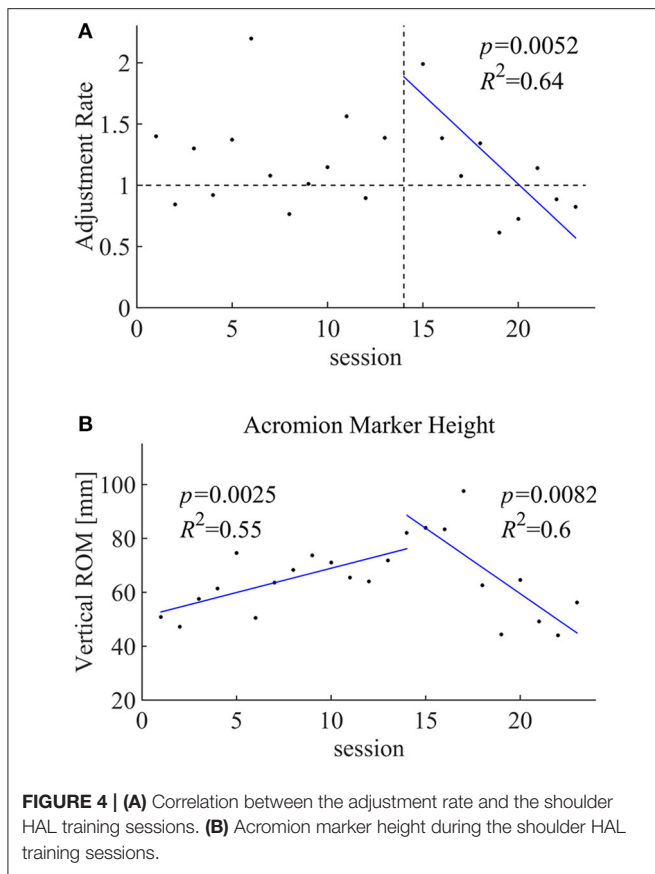 A
p=0.0052
R²=0.64
Adjustment Rate
2
1.5
1
0.5
0
0 5 10 15 20
session
B
Acromion Marker Height
p=0.0025
R²=0.55
p=0.0082
R²=0.6
Vertical ROM [mm]
100
80
60
40
20
0 5 10 15 20
session
FIGURE 4 | (A) Correlation between the adjustment rate and the shoulder
HAL training sessions. (B) Acromion marker height during the shoulder HAL
training sessions.